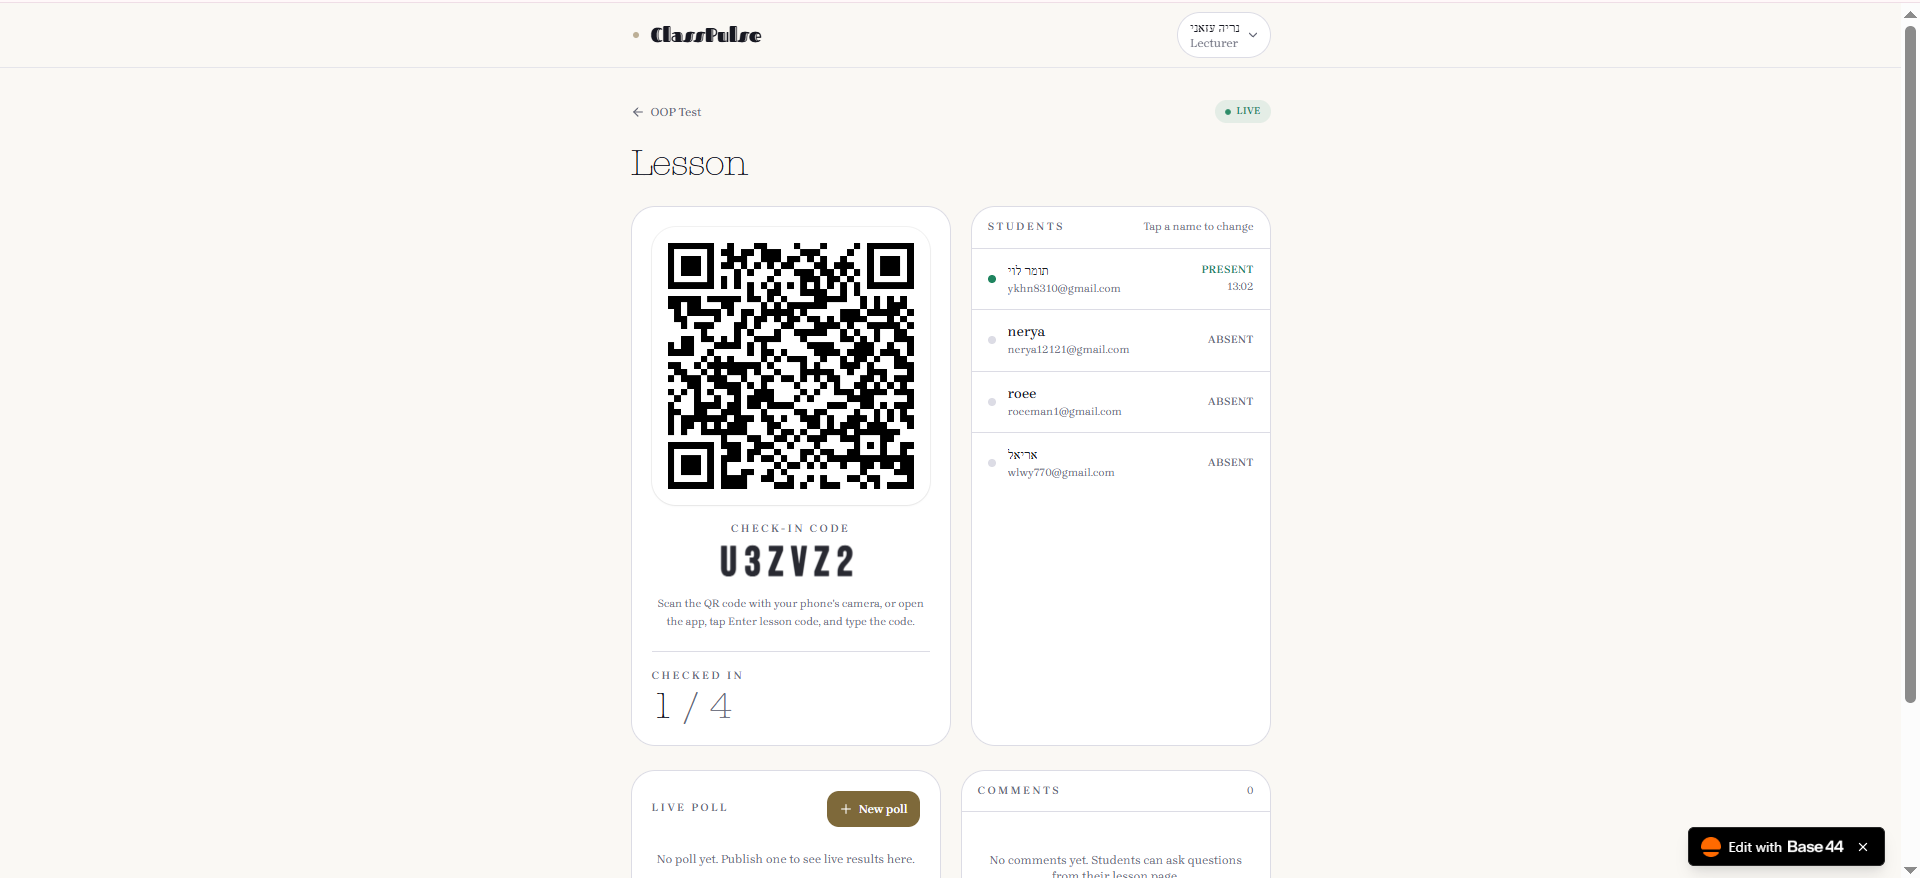 ClassPulse
נריה עזאני
Lecturer
OOP Test
LIVE
Lesson
CHECK-IN CODE
U3ZVZ2
Scan the QR code with your phone's camera, or open
the app, tap Enter lesson code, and type the code.
CHECKED IN
1 / 4
STUDENTS
Tap a name to change
תומר לוי
ykhn8310@gmail.com
PRESENT
13:02
nerya
nerya12121@gmail.com
ABSENT
roee
roeeman1@gmail.com
ABSENT
אריאל
wlwy770@gmail.com
ABSENT
LIVE POLL
New poll
No poll yet. Publish one to see live results here.
COMMENTS
0
No comments yet. Students can ask questions
from their lesson page.
Edit with Base44